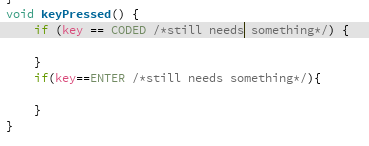 void keyPressed() {
if (key == CODED /*still needs something*/) {
}
if(key==ENTER /*still needs something*/){
}
}